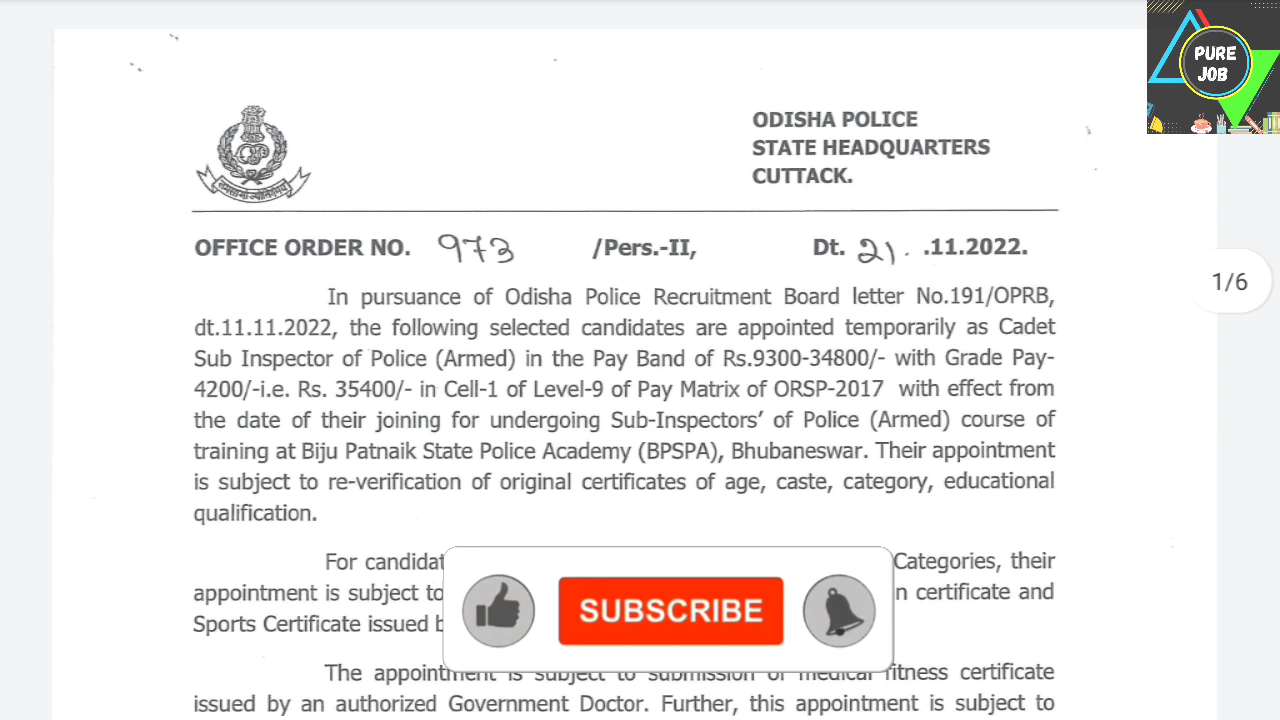 PURE
JOB
ODISHA POLICE
STATE HEADQUARTERS
CUTTACK.
OFFICE ORDER NO. 973 /Pers.-II, Dt. 21. .11.2022.
1/6
In pursuance of Odisha Police Recruitment Board letter No.191/OPRB,
dt.11.11.2022, the following selected candidates are appointed temporarily as Cadet
Sub Inspector of Police (Armed) in the Pay Band of Rs.9300-34800/- with Grade Pay-
4200/-i.e. Rs. 35400/- in Cell-1 of Level-9 of Pay Matrix of ORSP-2017 with effect from
the date of their joining for undergoing Sub-Inspectors' of Police (Armed) course of
training at Biju Patnaik State Police Academy (BPSPA), Bhubaneswar. Their appointment
is subject to re-verification of original certificates of age, caste, category, educational
qualification.
For Categories, their
appointment is subject to certificate and
Sports Certificate issued
SUBSCRIBE
The appointment is subject to submission of medical fitness certificate
issued by an authorized Government Doctor. Further, this appointment is subject to